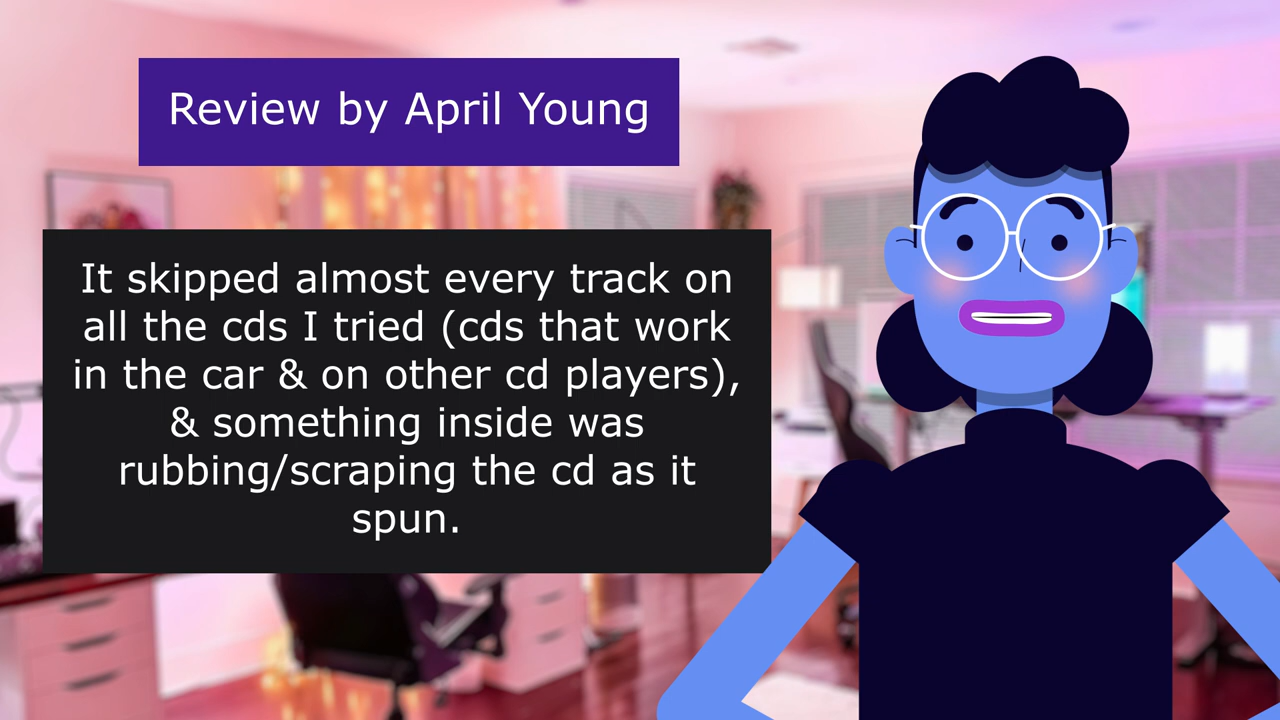 Review by April Young
It skipped almost every track on
all the cds I tried (cds that work
in the car & on other cd players),
& something inside was
rubbing/scraping the cd as it
spun.